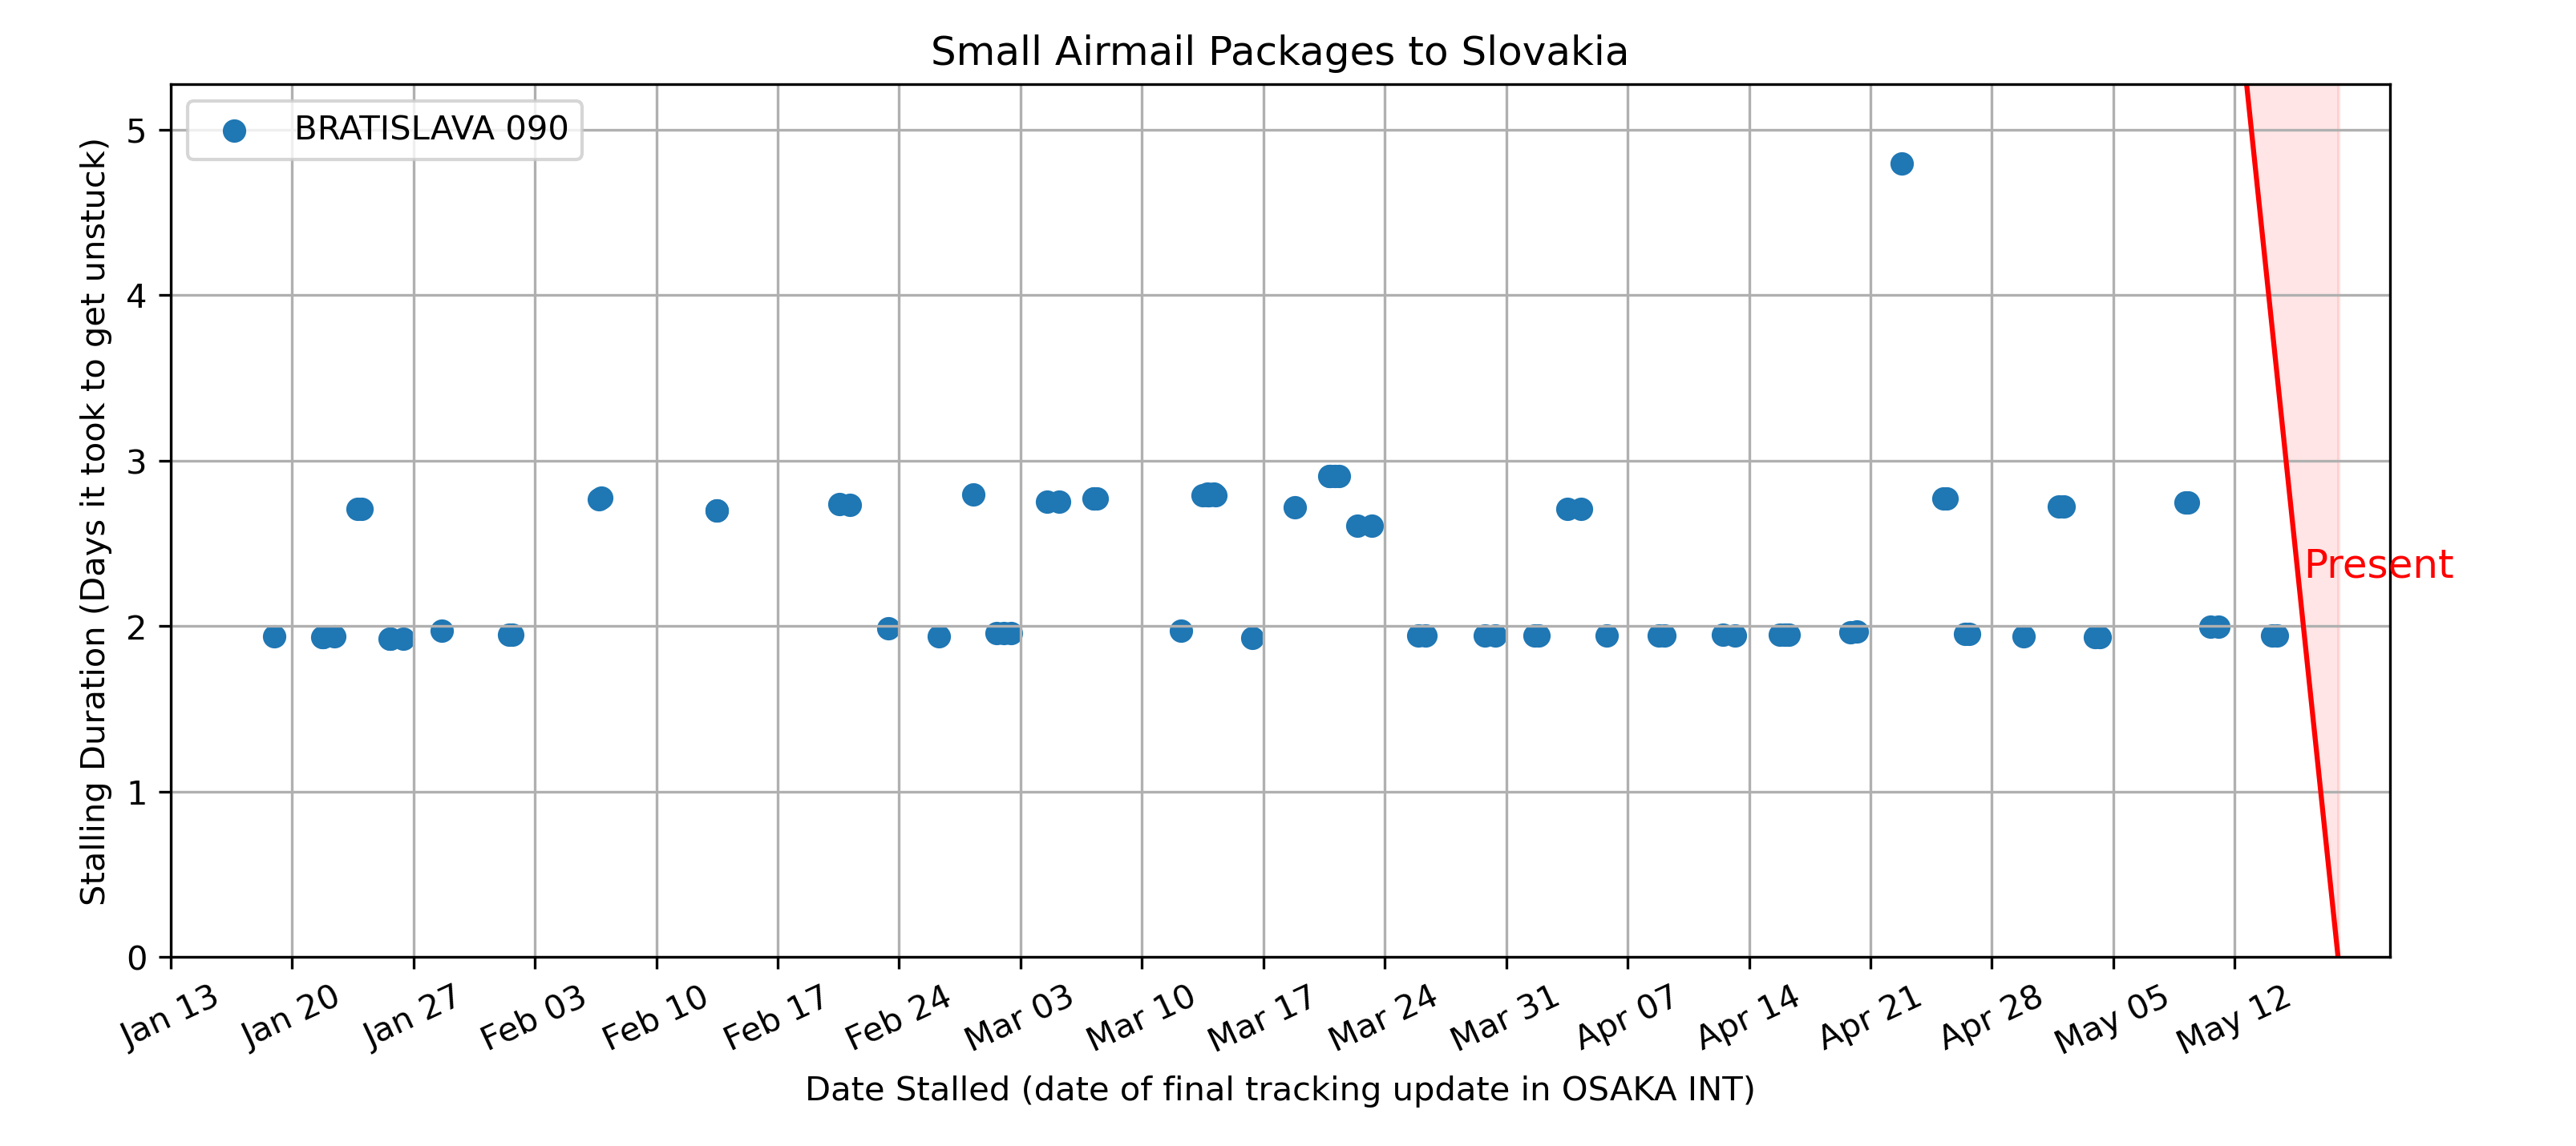 Small Airmail Packages to Slovakia
BRATISLAVA 090
Stalling Duration (Days it took to get unstuck)
5
4
3
2
1
0
Present
Jan 13
Jan 20
Jan 27
Feb 03
Feb 10
Feb 17
Feb 24
Mar 03
Mar 10
Mar 17
Mar 24
Mar 31
Apr 07
Apr 14
Apr 21
Apr 28
May 05
May 12
Date Stalled (date of final tracking update in OSAKA INT)